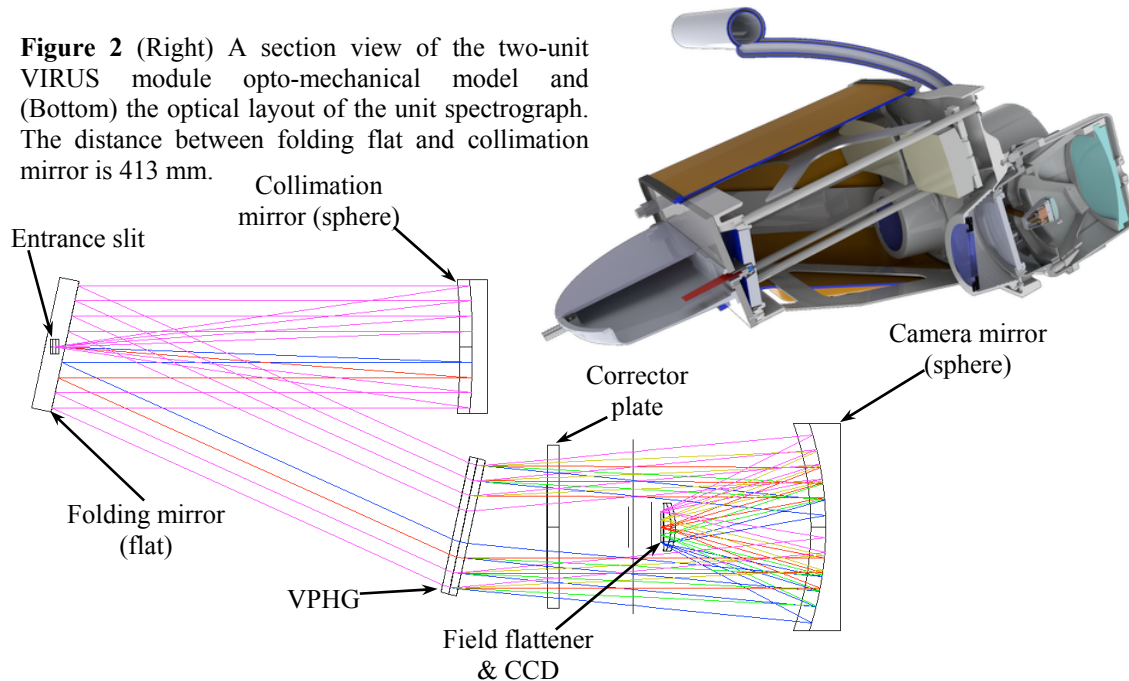 Figure 2 (Right) A section view of the two-unit
VIRUS module opto-mechanical model and
(Bottom) the optical layout of the unit spectrograph.
The distance between folding flat and collimation
mirror is 413 mm.
Collimation
mirror (sphere)
Entrance slit
Camera mirror
(sphere)
Corrector
plate
Folding mirror
(flat)
VPHG
Field flattener
& CCD